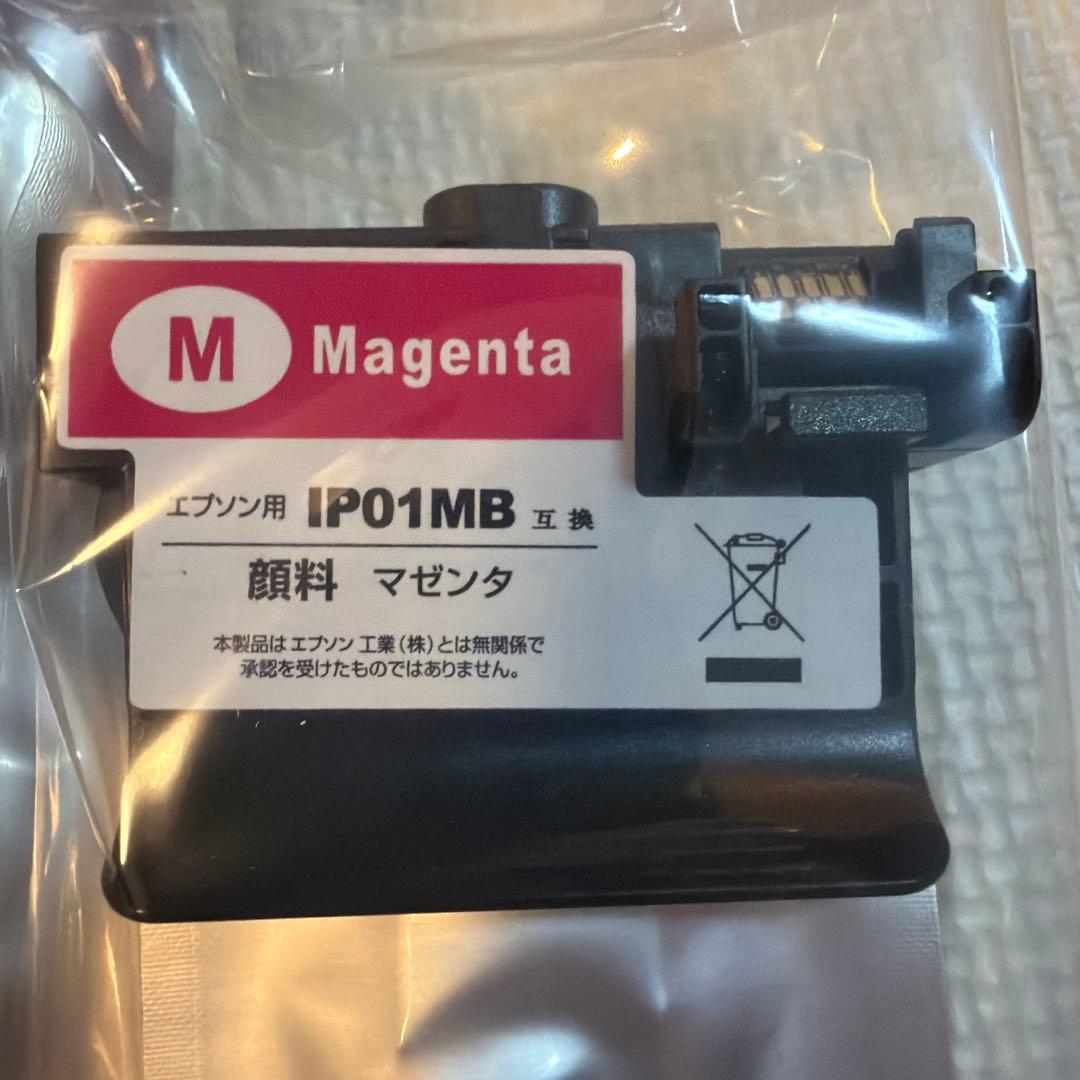 M Magenta
エプソン用 IP01MB 互換
顔料 マゼンタ
本製品はエプソン工業(株)とは無関係で
承認を受けたものではありません。